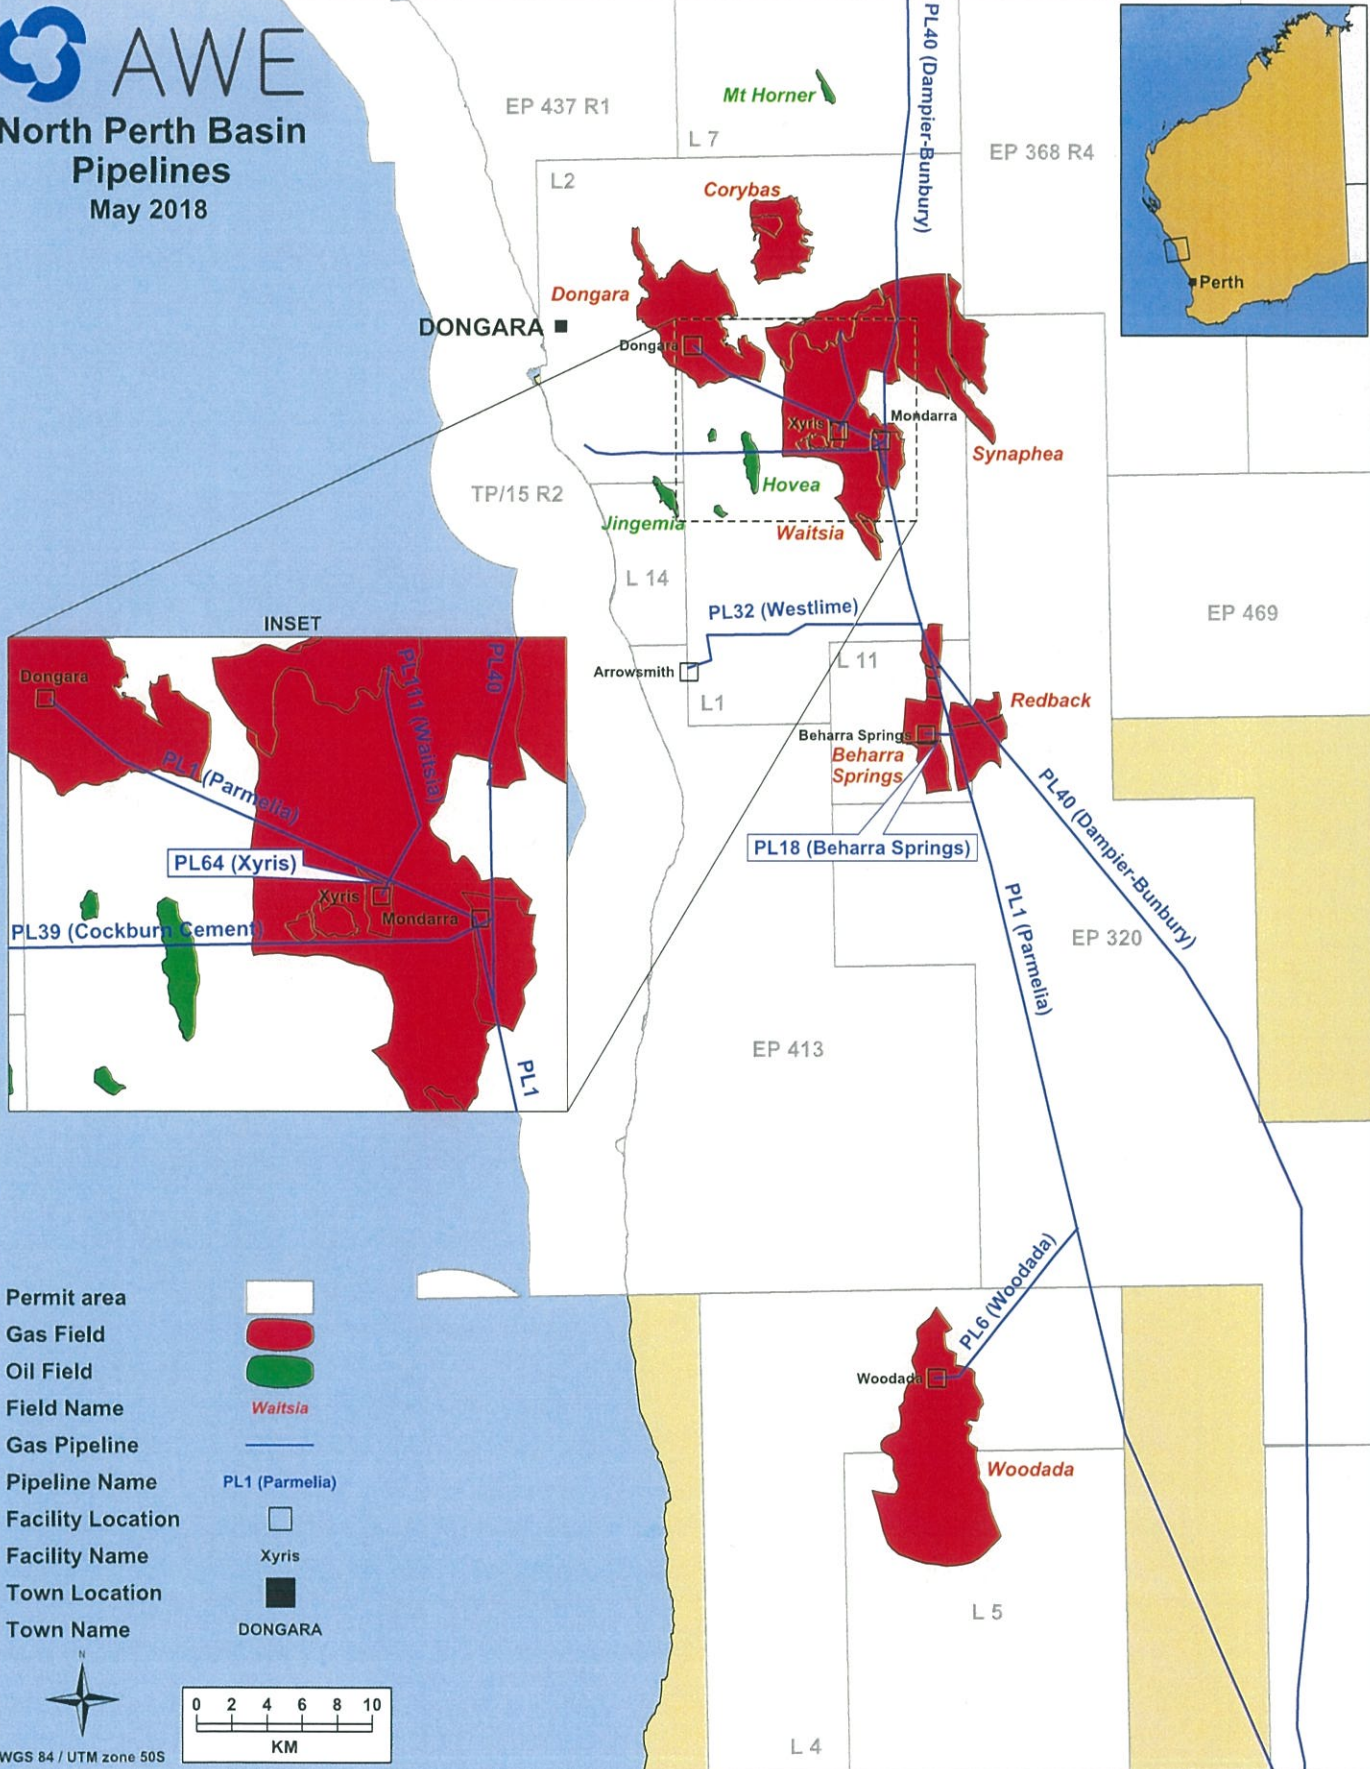 AWE
North Perth Basin
Pipelines
May 2018
EP 437 R1
Mt Horner
L 7
PL40 (Dampier-Bunbury)
EP 368 R4
Perth
L2
Corybas
Dongara
DONGARA
Dongara
Xyris
Mondarra
Synaphea
TP/15 R2
Hovea
Jingemia
Waitsia
L 14
PL32 (Westlime)
EP 469
Arrowsmith
L 11
L1
Redback
Beharra Springs
Beharra
Springs
PL18 (Beharra Springs)
PL40 (Dampier-Bunbury)
PL1 (Parmelia)
EP 320
EP 413
INSET
Dongara
PL111 (Waitsia)
PL40
PL1 (Parmelia)
PL64 (Xyris)
Xyris
Mondarra
PL39 (Cockburn Cement)
PL1
PL6 (Woodada)
Woodada
Woodada
L 5
L 4
Permit area
Gas Field
Oil Field
Field Name Waitsia
Gas Pipeline
Pipeline Name PL1 (Parmelia)
Facility Location
Facility Name Xyris
Town Location
Town Name DONGARA
N
0 2 4 6 8 10
KM
WGS 84 / UTM zone 50S